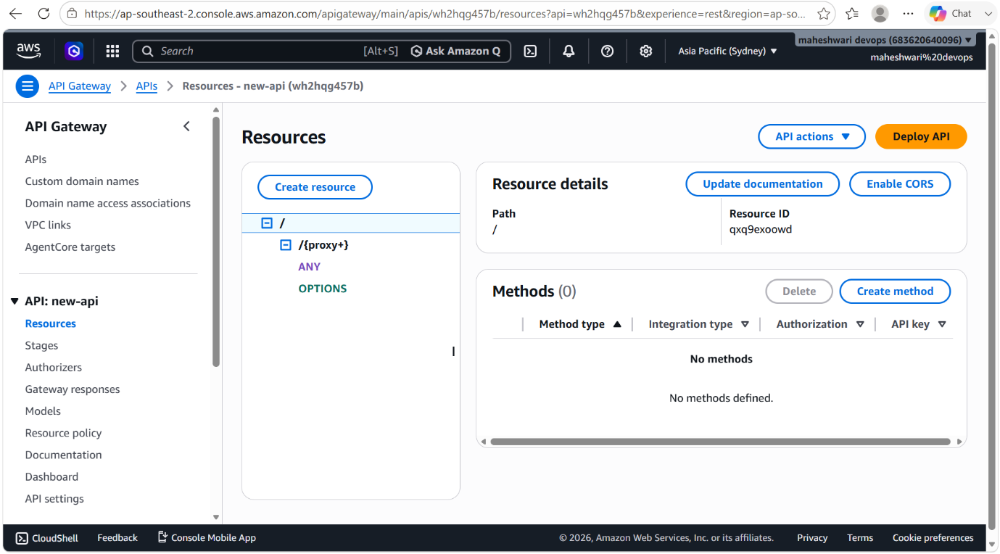 https://ap-southeast-2.console.aws.amazon.com/apigateway/main/apis/wh2hqg457b/resources?api=wh2hqg457b&experience=rest&region=ap-so...
Chat
aws
Search [Alt+S] Ask Amazon Q
Asia Pacific (Sydney)
maheshwari devops (683620640096)
maheshwari%20devops
API Gateway > APIs > Resources - new-api (wh2hqg457b)
API Gateway
APIs
Custom domain names
Domain name access associations
VPC links
AgentCore targets
API: new-api
Resources
Stages
Authorizers
Gateway responses
Models
Resource policy
Documentation
Dashboard
API settings
Resources
API actions
Deploy API
Create resource
/
/{proxy+}
ANY
OPTIONS
Resource details
Update documentation
Enable CORS
Path
/
Resource ID
qxq9exoowd
Methods (0)
Delete
Create method
Method type Integration type Authorization API key
No methods
No methods defined.
CloudShell Feedback Console Mobile App
© 2026, Amazon Web Services, Inc. or its affiliates. Privacy Terms Cookie preferences